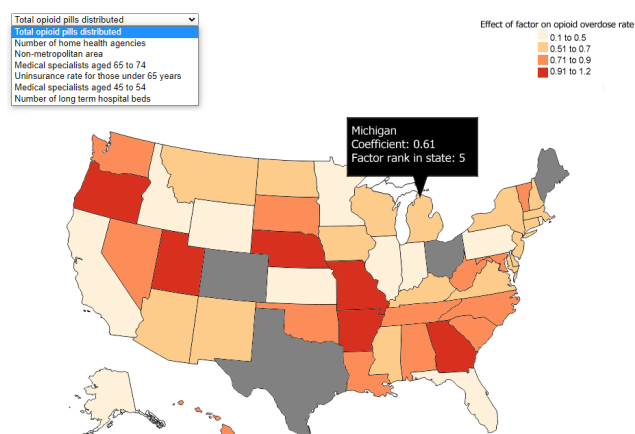 Total opioid pills distributed
Total opioid pills distributed
Number of home health agencies
Non-metropolitan area
Medical specialists aged 65 to 74
Uninsurance rate for those under 65 years
Medical specialists aged 45 to 54
Number of long term hospital beds
Effect of factor on opioid overdose rate
0.1 to 0.5
0.51 to 0.7
0.71 to 0.9
0.91 to 1.2
Michigan
Coefficient: 0.61
Factor rank in state: 5